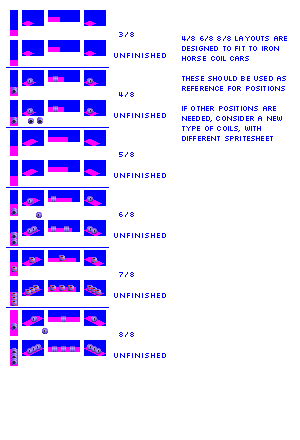 3/8
UNFINISHED
4/8
UNFINISHED
5/8
UNFINISHED
6/8
UNFINISHED
7/8
UNFINISHED
8/8
UNFINISHED
4/8 6/8 8/8 LAYOUTS ARE
DESIGNED TO FIT TO IRON
HORSE COIL CARS
THESE SHOULD BE USED AS
REFERENCE FOR POSITIONS
IF OTHER POSITIONS ARE
NEEDED, CONSIDER A NEW
TYPE OF COILS, WITH
DIFFERENT SPRITESHEET